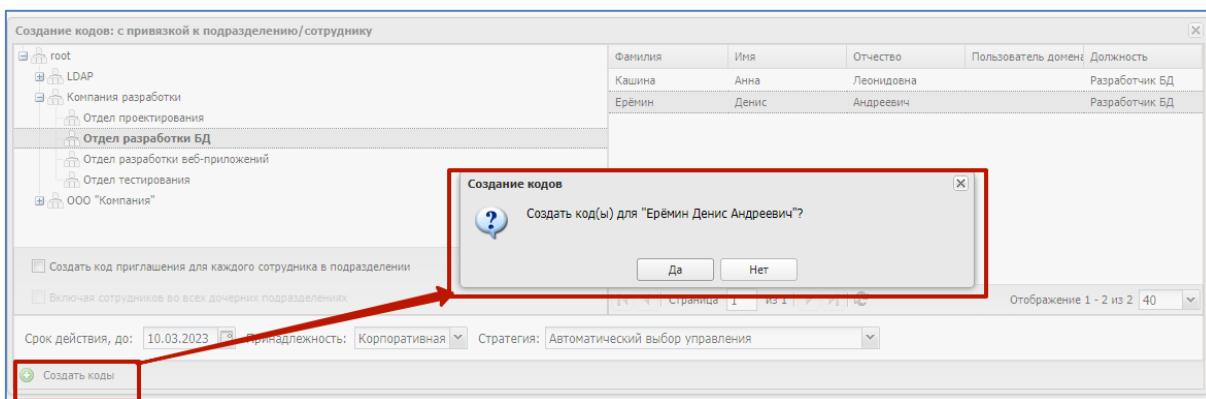 Создание кодов: с привязкой к подразделению/сотруднику
root
LDAP
Компания разработки
Отдел проектирования
Отдел разработки БД
Отдел разработки веб-приложений
Отдел тестирования
ООО "Компания"
Фамилия Имя Отчество Пользователь домена Должность
Кашина Анна Леонидовна Разработчик БД
Ерёмин Денис Андреевич Разработчик БД
Создание кодов
Создать код(ы) для "Ерёмин Денис Андреевич"?
Да Нет
Создать код приглашения для каждого сотрудника в подразделении
Включая сотрудников во всех дочерних подразделениях
Страница 1 из 1 Отображение 1 - 2 из 2 40
Срок действия, до: 10.03.2023 Принадлежность: Корпоративная Стратегия: Автоматический выбор управления
Создать коды